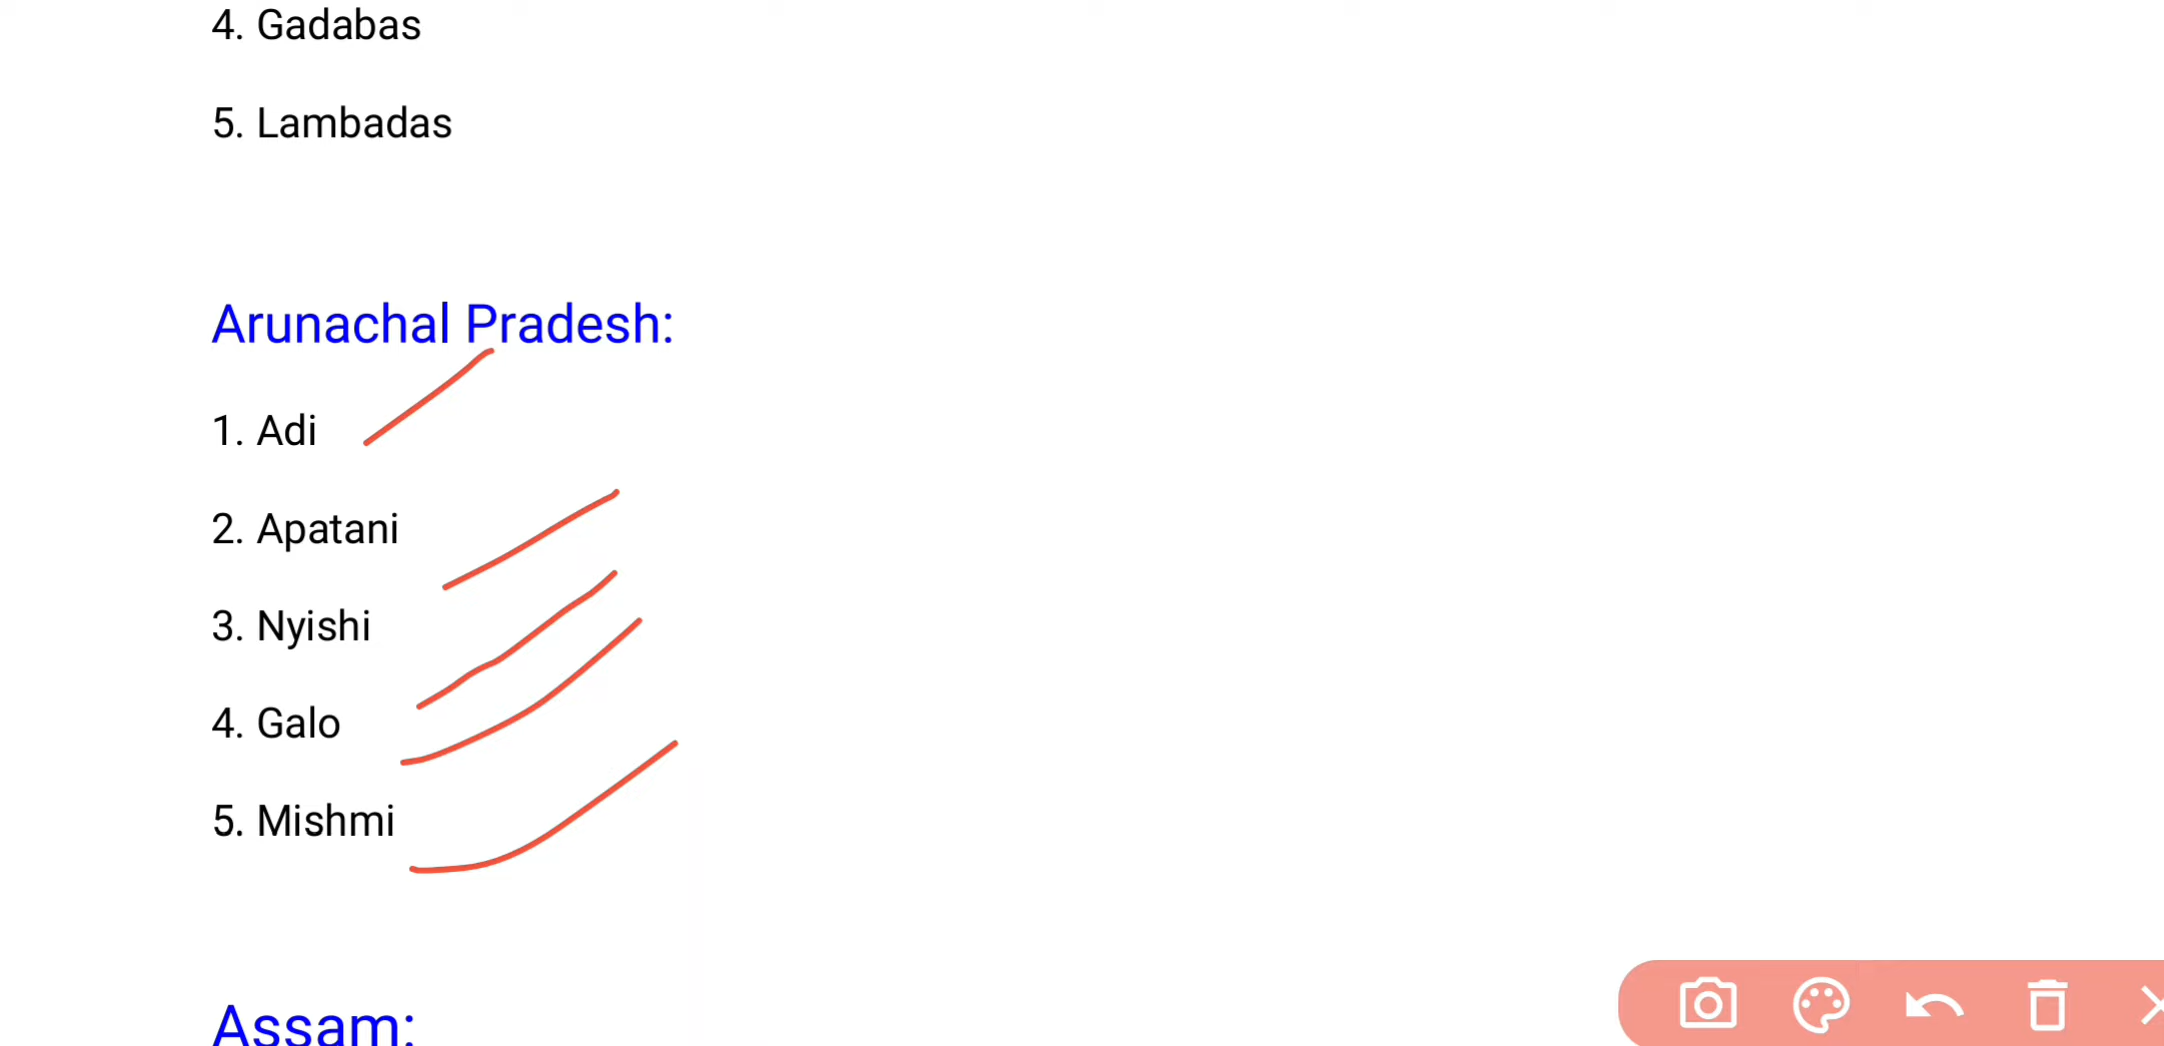 4. Gadabas
5. Lambadas
Arunachal Pradesh:
1. Adi
2. Apatani
3. Nyishi
4. Galo
5. Mishmi
Assam: